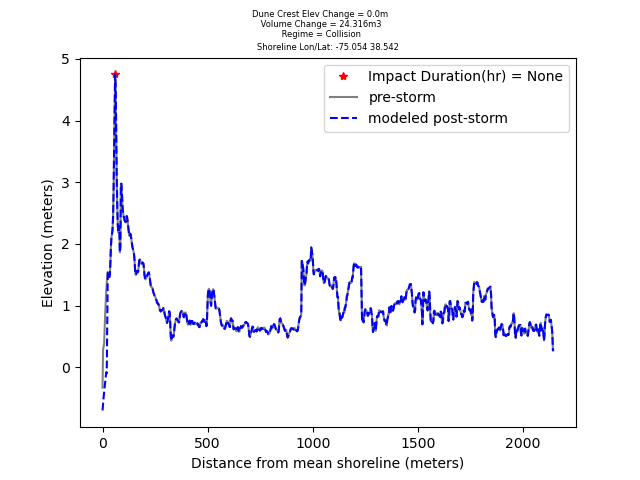 Dune Crest Elev Change = 0.0m
Volume Change = 24.316m3
Regime = Collision
Shoreline Lon/Lat: -75.054 38.542
Impact Duration(hr) = None
pre-storm
modeled post-storm
Elevation (meters)
5
4
3
2
1
0
0 500 1000 1500 2000
Distance from mean shoreline (meters)